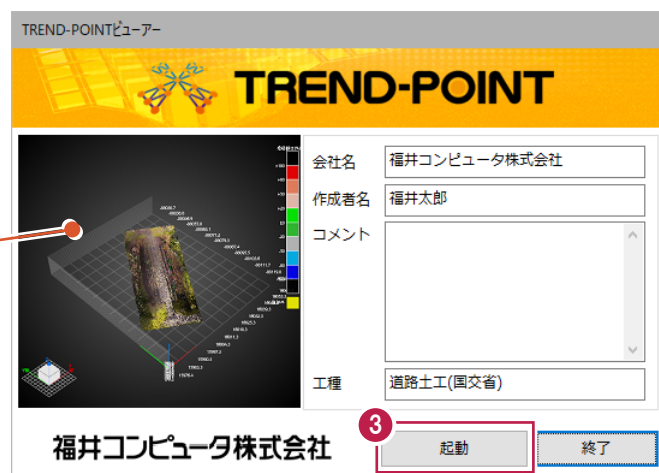 TREND-POINTビューアー
TREND-POINT
会社名 福井コンピュータ株式会社
作成者名 福井太郎
コメント
工種 道路土工(国交省)
福井コンピュータ株式会社
3
起動 終了